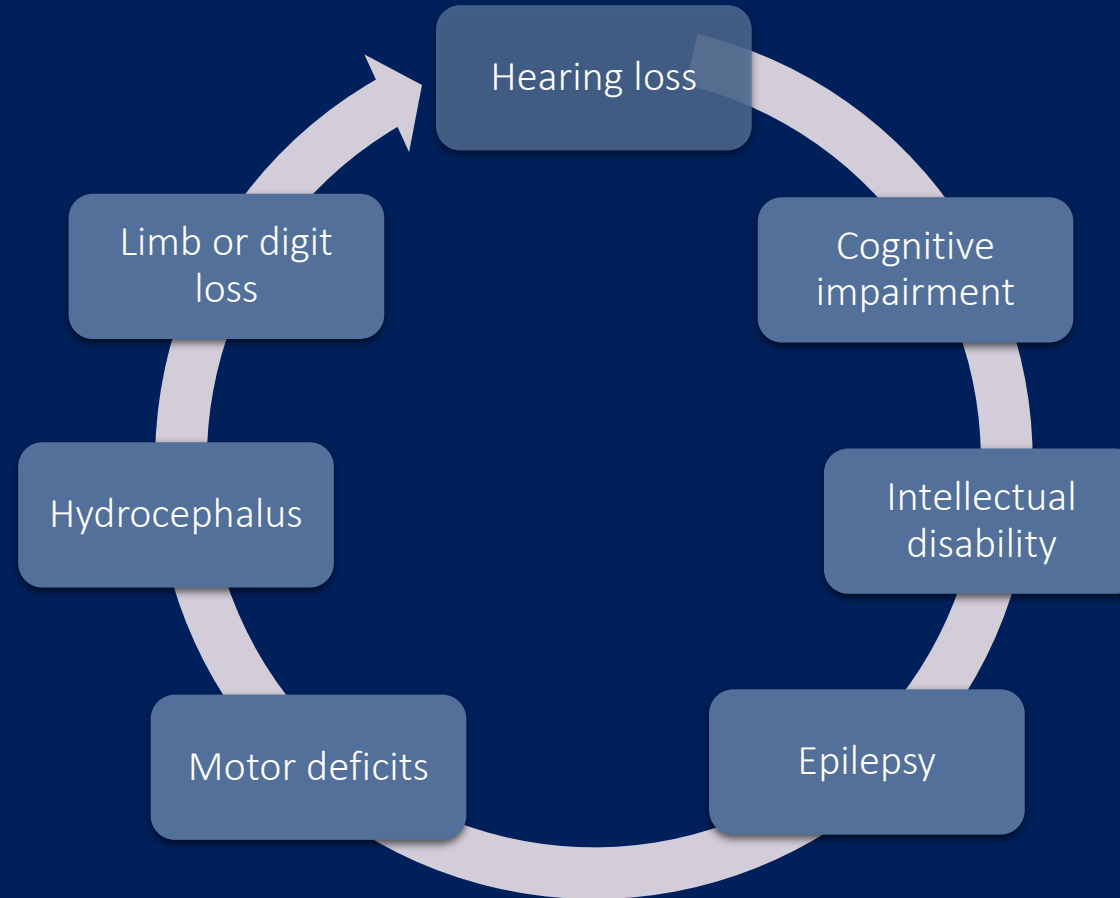 Hearing loss
Cognitive
impairment
Intellectual
disability
Epilepsy
Motor deficits
Hydrocephalus
Limb or digit
loss